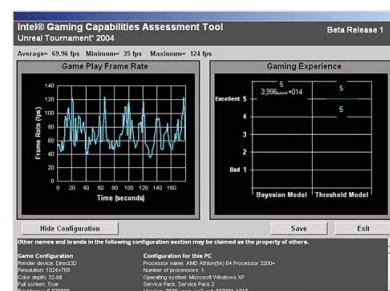 Intel® Gaming Capabilities Assessment Tool
Beta Release 1
Unreal Tournament* 2004
Average= 69.96 fps Minimum= 35 fps Maximum= 124 fps
Game Play Frame Rate
Gaming Experience
140
120
100
80
60
40
20
0
0 20 40 60 80 100 120 140 160
Frame Rate (fps)
Time (seconds)
5
5
5
Excellent 5
4
3
2
Bad 1
Bayesian Model
Threshold Model
Hide Configuration
Save
Exit
Other names and brands in the following configuration section may be claimed as the property of others.
Game Configuration
Configuration for this PC
Render device: Direct3D
Processor name: AMD Athlon(tm) 64 Processor 3200+
Resolution: 1024x768
Number of processors: 1
Color depth: 32-bit
Operating system: Microsoft Windows XP
Full screen: True
Service Pack: Service Pack 2